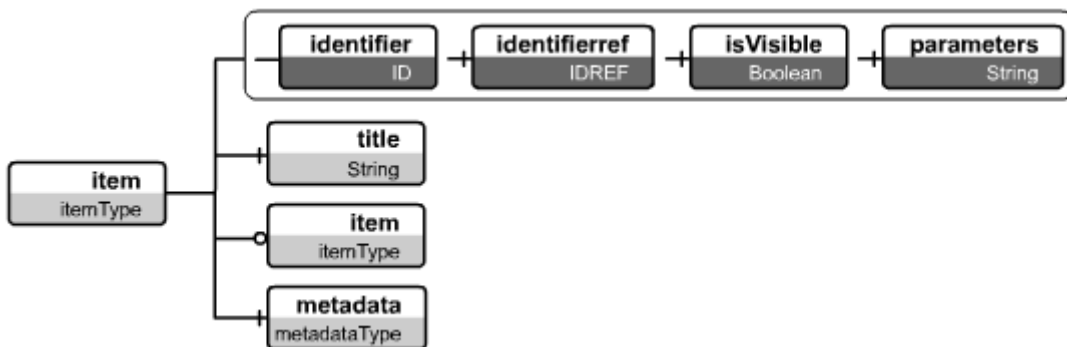 identifier
ID
identifierref
IDREF
isVisible
Boolean
parameters
String
title
String
item
itemType
item
itemType
metadata
metadataType